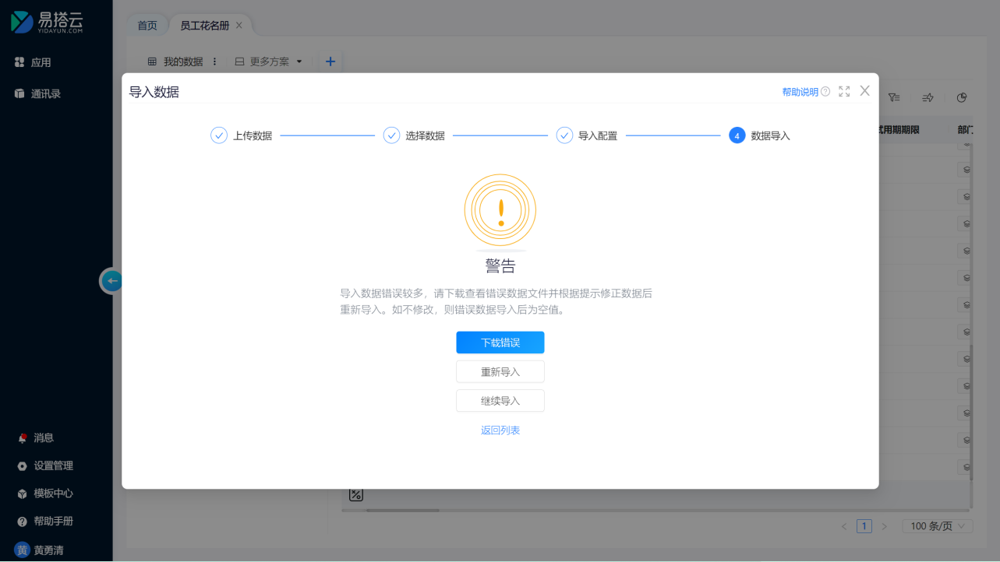 易搭云
YIDAYUN.COM
首页
员工花名册
应用
我的数据
更多方案
通讯录
导入数据
帮助说明
上传数据
选择数据
导入配置
4
数据导入
用期期限
部门
警告
导入数据错误较多，请下载查看错误数据文件并根据提示修正数据后
重新导入。如不修改，则错误数据导入后为空值。
下载错误
重新导入
继续导入
返回列表
消息
设置管理
模板中心
帮助手册
黄
黄勇清
1
100 条/页